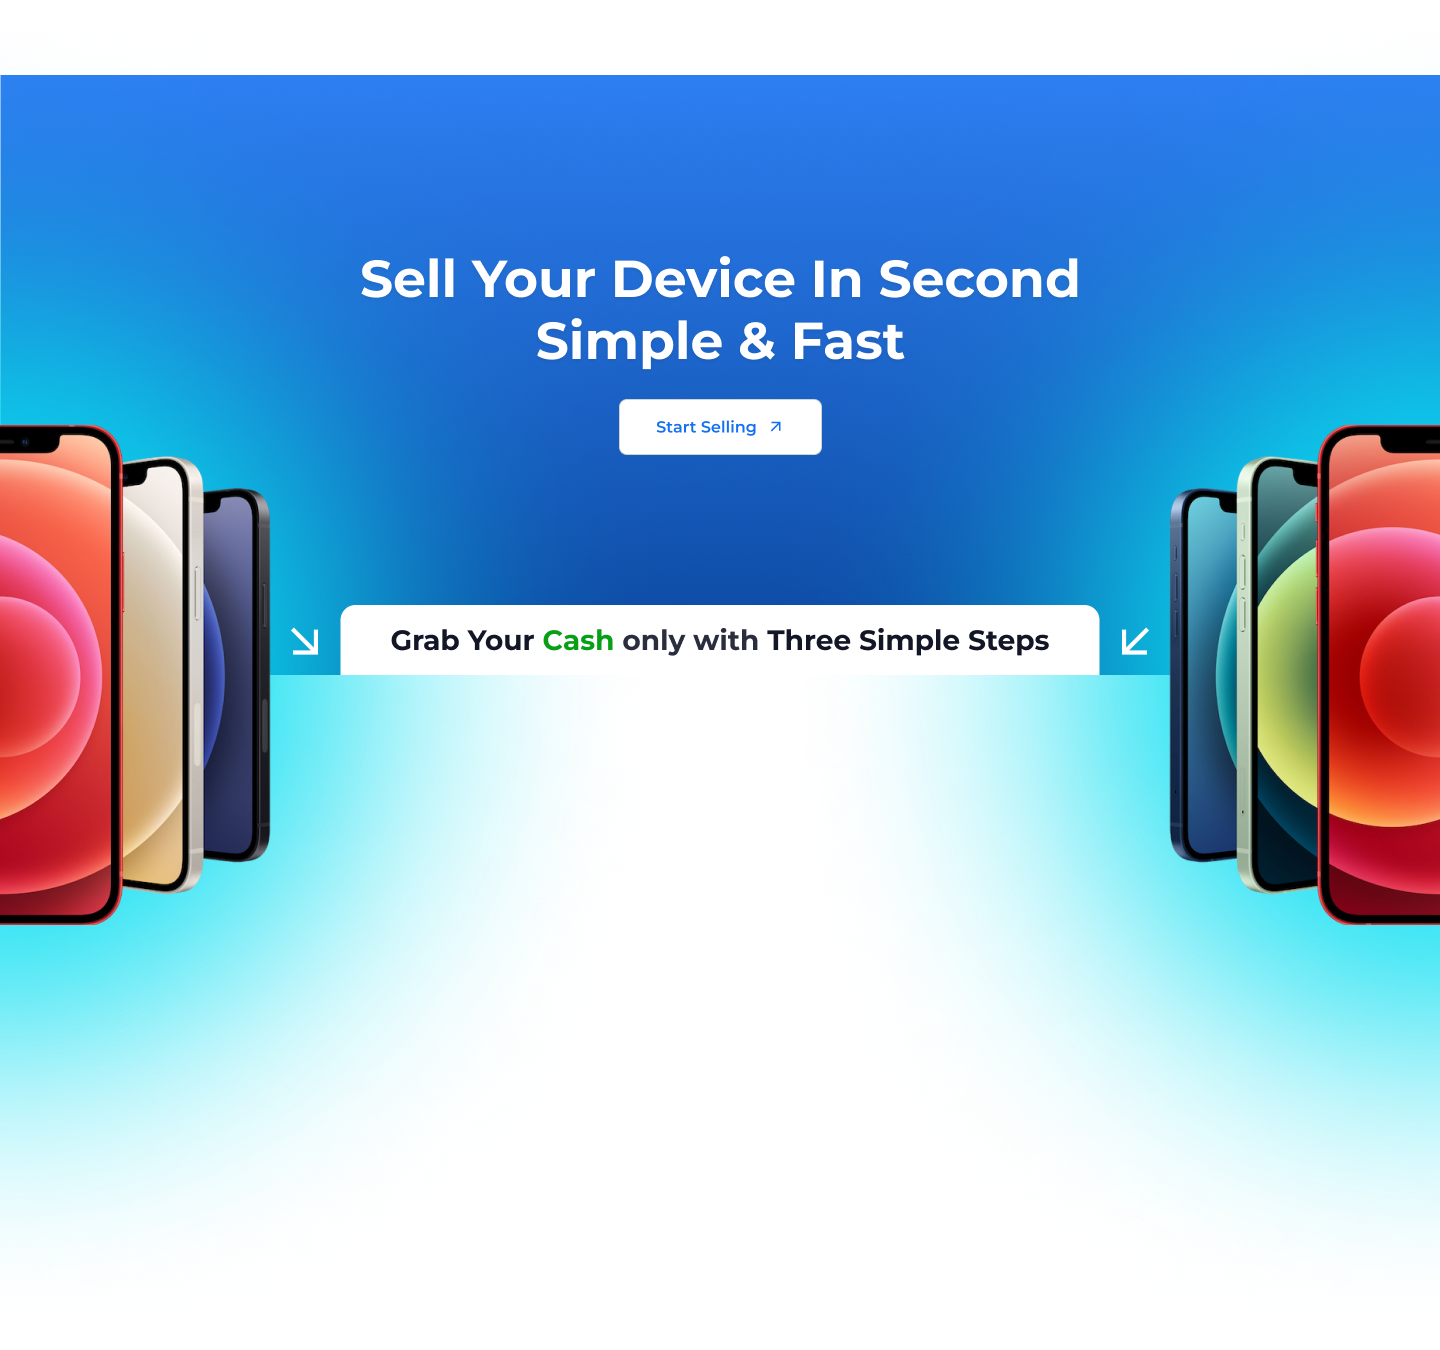 Sell Your Device In Second
Simple & Fast
Start Selling
Grab Your Cash only with Three Simple Steps